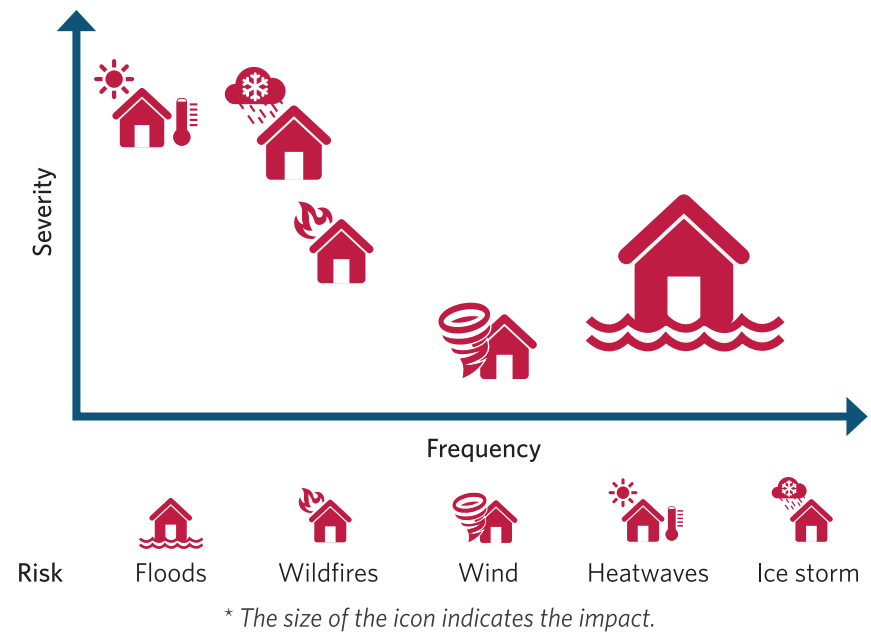 Severity
Frequency
Risk Floods Wildfires Wind Heatwaves Ice storm
* The size of the icon indicates the impact.